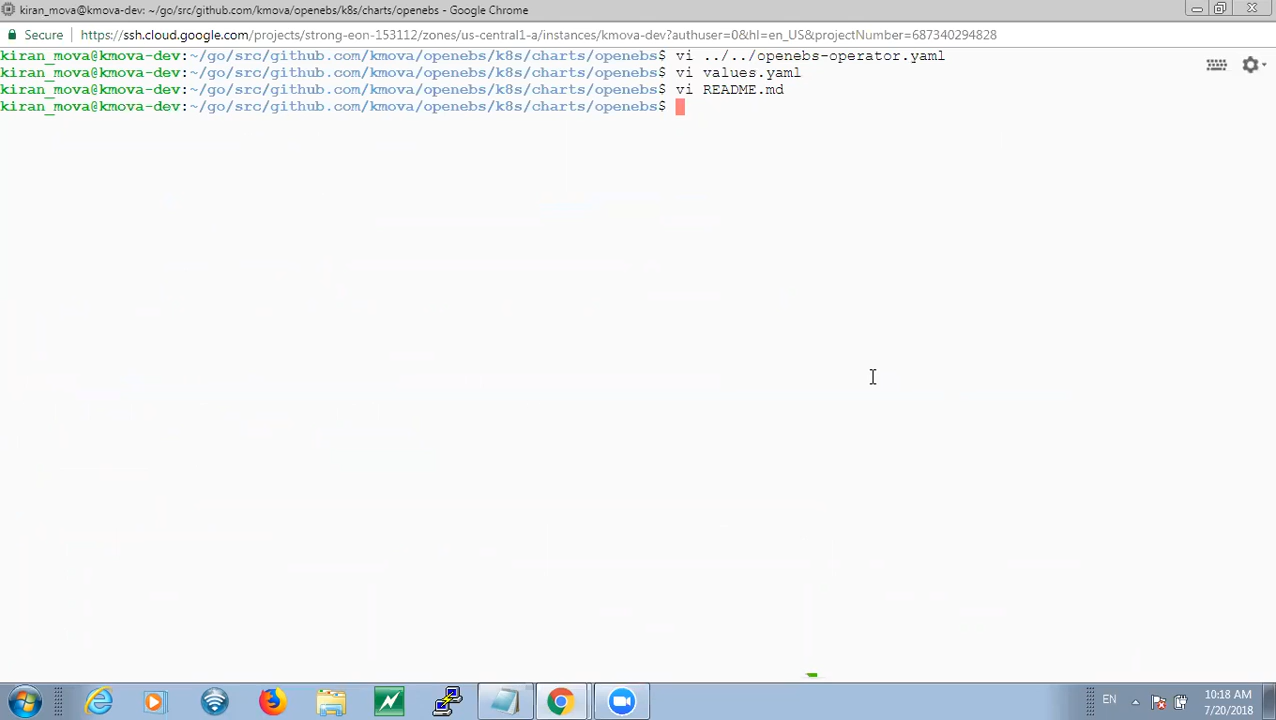 kiran_mova@kmova-dev: ~/go/src/github.com/kmova/openebs/k8s/charts/openebs - Google Chrome
Secure https://ssh.cloud.google.com/projects/strong-eon-153112/zones/us-central1-a/instances/kmova-dev?authuser=0&hl=en_US&projectNumber=687340294828
kiran_mova@kmova-dev:~/go/src/github.com/kmova/openebs/k8s/charts/openebs$ vi ../../openebs-operator.yaml
kiran_mova@kmova-dev:~/go/src/github.com/kmova/openebs/k8s/charts/openebs$ vi values.yaml
kiran_mova@kmova-dev:~/go/src/github.com/kmova/openebs/k8s/charts/openebs$ vi README.md
kiran_mova@kmova-dev:~/go/src/github.com/kmova/openebs/k8s/charts/openebs$
EN
10:18 AM
7/20/2018